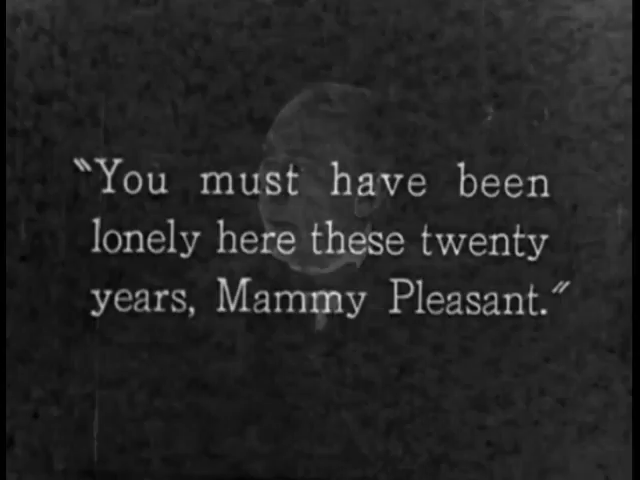 "You must have been
lonely here these twenty
years, Mammy Pleasant."